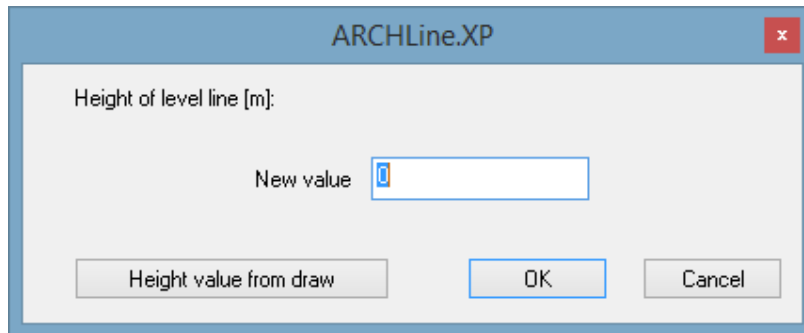 ARCHLine.XP
x
Height of level line [m]:
New value 0
Height value from draw OK Cancel